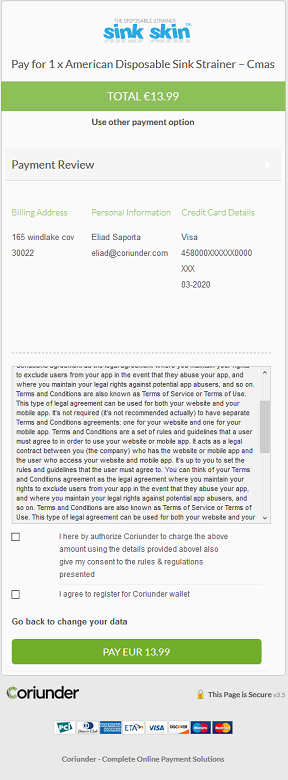 THE DISPOSABLE STRAINER
sink skin
Pay for 1 x American Disposable Sink Strainer – Cmas
TOTAL €13.99
Use other payment option
Payment Review
Billing Address
165 windlake cov
30022
Personal Information
Eliad Saporta
eliad@coriunder.com
Credit Card Details
Visa
458000XXXXXX0000
XXX
03-2020
Conditions agreement as the legal agreement where you maintain your rights
to exclude users from your app in the event that they abuse your app, and
where you maintain your legal rights against potential app abusers, and so on.
Terms and Conditions are also known as Terms of Service or Terms of Use.
This type of legal agreement can be used for both your website and your
mobile app. It's not required (it's not recommended actually) to have separate
Terms and Conditions agreements: one for your website and one for your
mobile app. Terms and Conditions are a set of rules and guidelines that a user
must agree to in order to use your website or mobile app. It acts as a legal
contract between you (the company) who has the website or mobile app and
the user who access your website and mobile app. It's up to you to set the
rules and guidelines that the user must agree to. You can think of your Terms
and Conditions agreement as the legal agreement where you maintain your
rights to exclude users from your app in the event that they abuse your app,
and where you maintain your legal rights against potential app abusers, and
so on. Terms and Conditions are also known as Terms of Service or Terms of
Use. This type of legal agreement can be used for both your website and your
I here by authorize Coriunder to charge the above
amount using the details provided above also
give my consent to the rules & regulations
presented
I agree to register for Coriunder wallet
Go back to change your data
PAY EUR 13.99
Coriunder
This Page is Secure v2.5
PCI
Diners Club
VISA
DISCOVER
Coriunder - Complete Online Payment Solutions